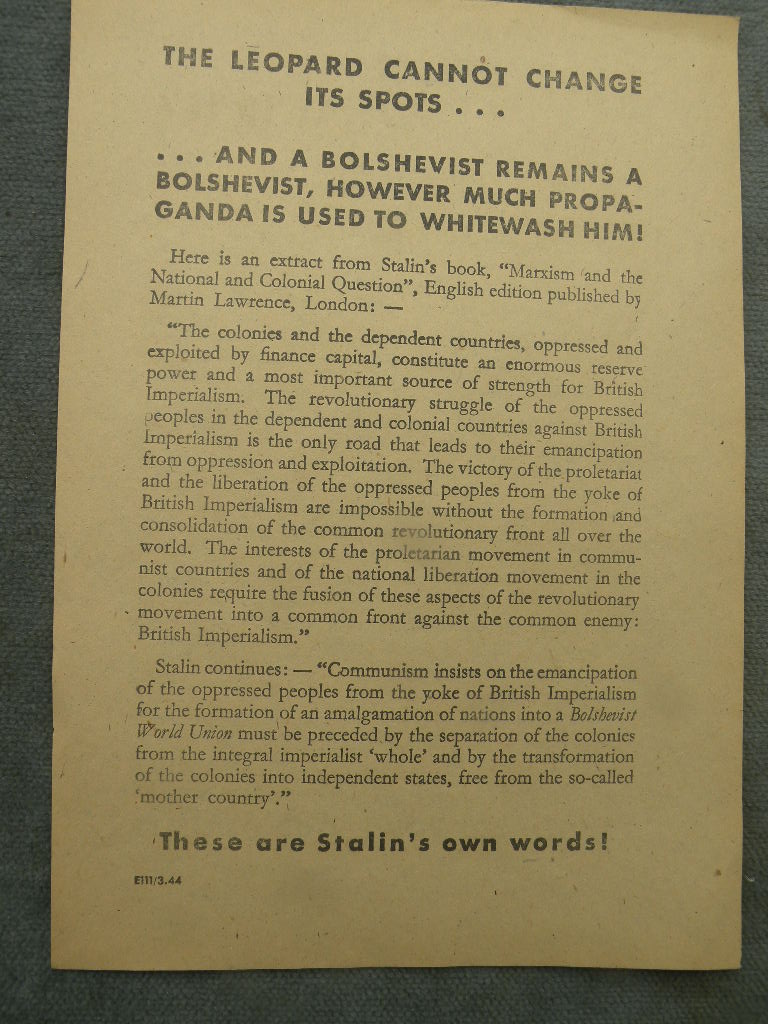 THE LEOPARD CANNOT CHANGE
ITS SPOTS . . .
. . . AND A BOLSHEVIST REMAINS A
BOLSHEVIST, HOWEVER MUCH PROPA-
GANDA IS USED TO WHITEWASH HIM!
Here is an extract from Stalin's book, "Marxism and the
National and Colonial Question", English edition published by
Martin Lawrence, London: —
"The colonies and the dependent countries, oppressed and
exploited by finance capital, constitute an enormous reserve
power and a most important source of strength for British
Imperialism. The revolutionary struggle of the oppressed
peoples in the dependent and colonial countries against British
Imperialism is the only road that leads to their emancipation
from oppression and exploitation. The victory of the proletariat
and the liberation of the oppressed peoples from the yoke of
British Imperialism are impossible without the formation and
consolidation of the common revolutionary front all over the
world. The interests of the proletarian movement in commu-
nist countries and of the national liberation movement in the
colonies require the fusion of these aspects of the revolutionary
movement into a common front against the common enemy:
British Imperialism."
Stalin continues: — "Communism insists on the emancipation
of the oppressed peoples from the yoke of British Imperialism
for the formation of an amalgamation of nations into a Bolshevist
World Union must be preceded by the separation of the colonies
from the integral imperialist 'whole' and by the transformation
of the colonies into independent states, free from the so-called
'mother country'."
These are Stalin's own words!
E111/3.44